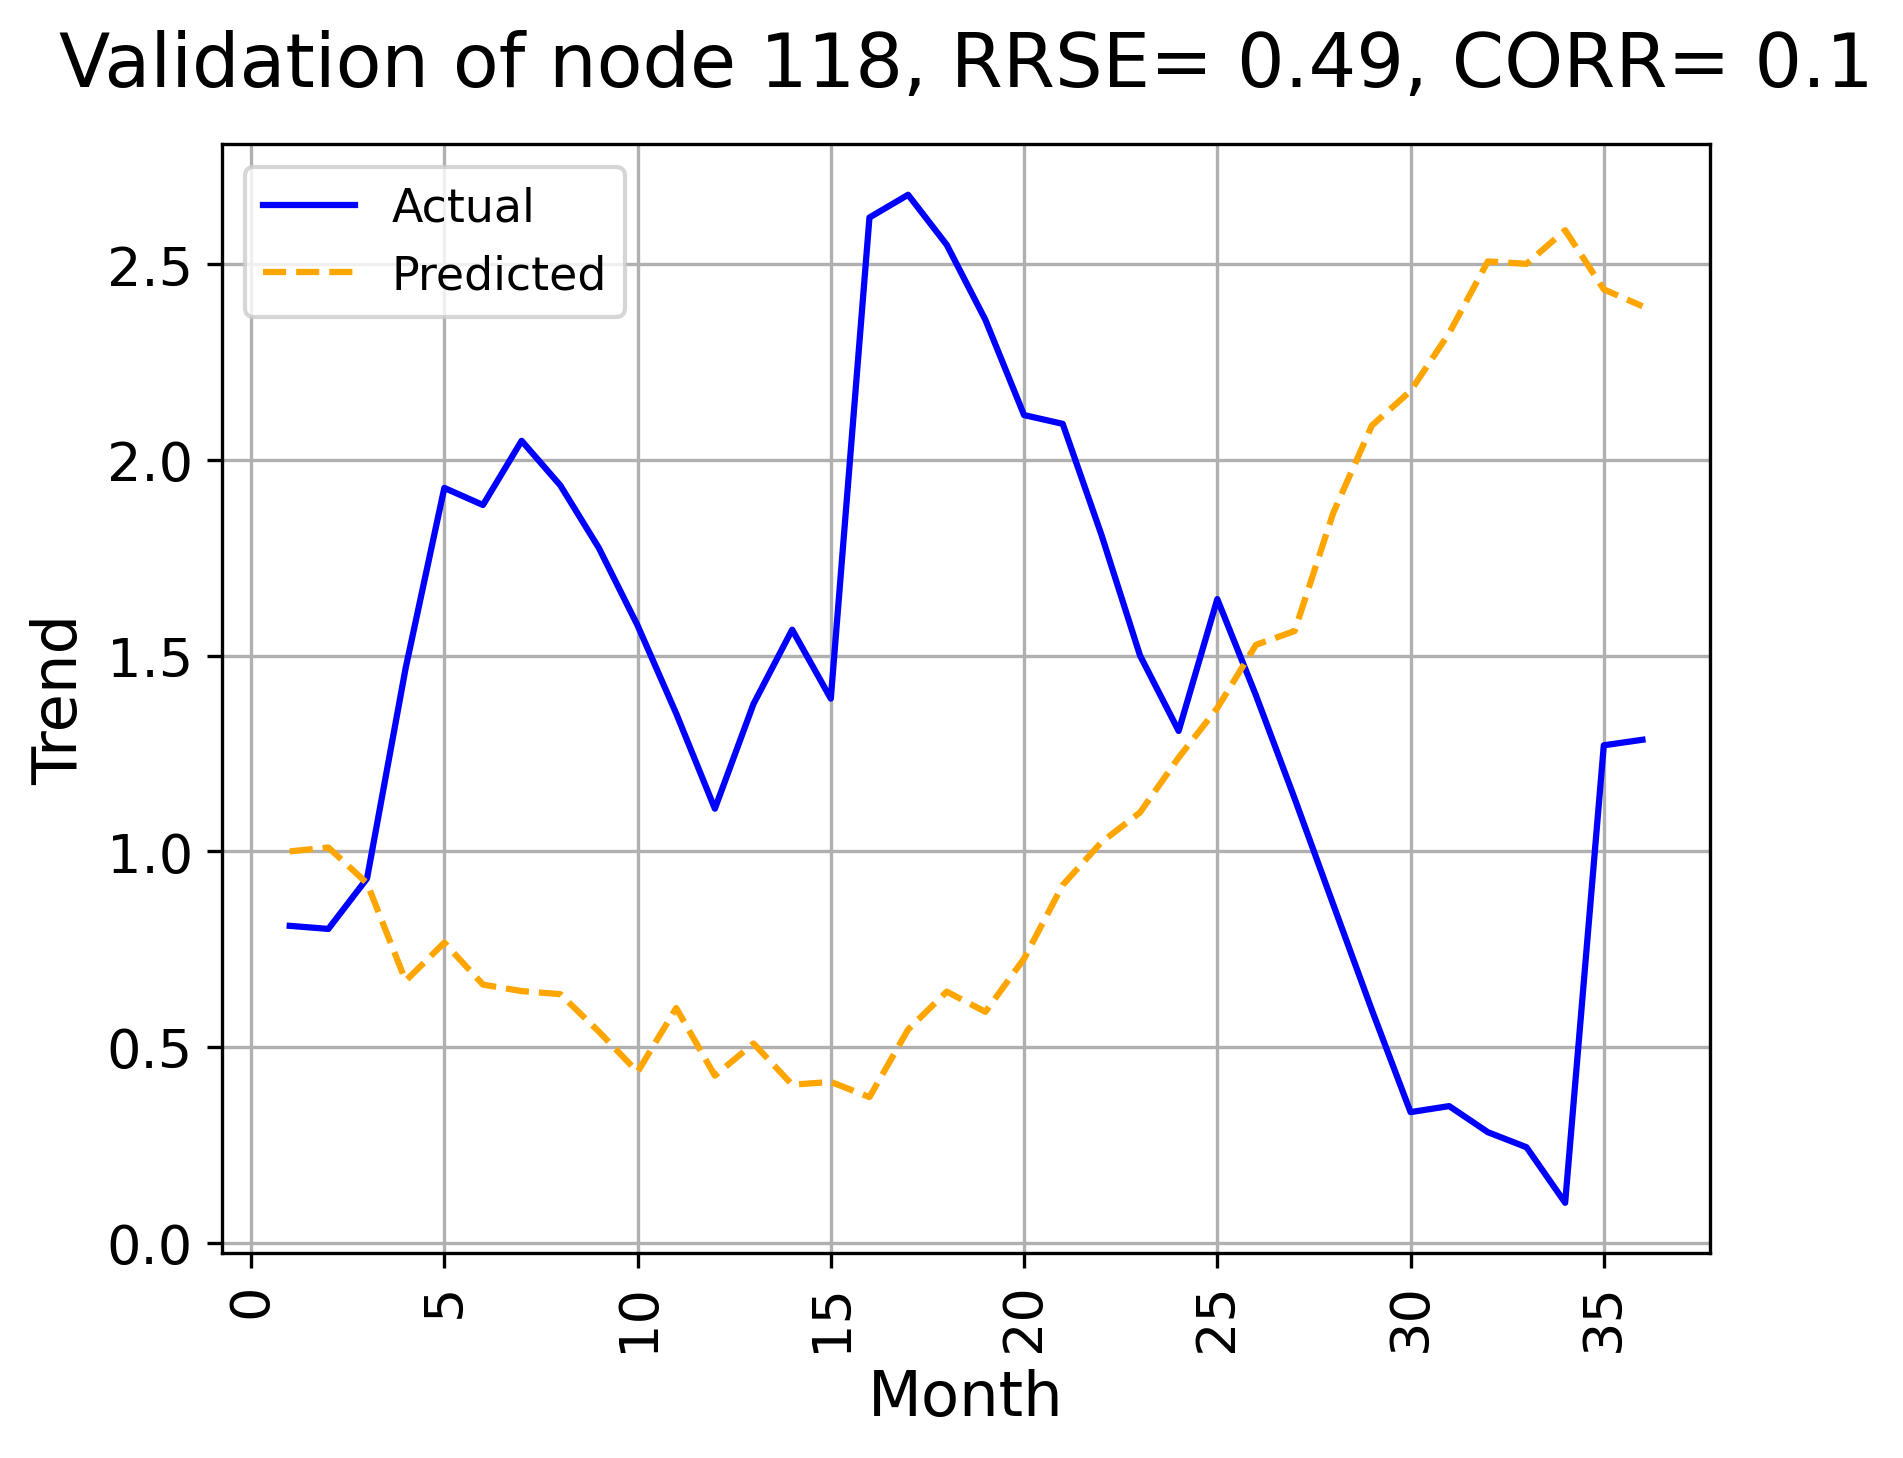 Validation of node 118, RRSE= 0.49, CORR= 0.1
Actual
Predicted
Trend
2.5
2.0
1.5
1.0
0.5
0.0
0 5 10 15 20 25 30 35
Month